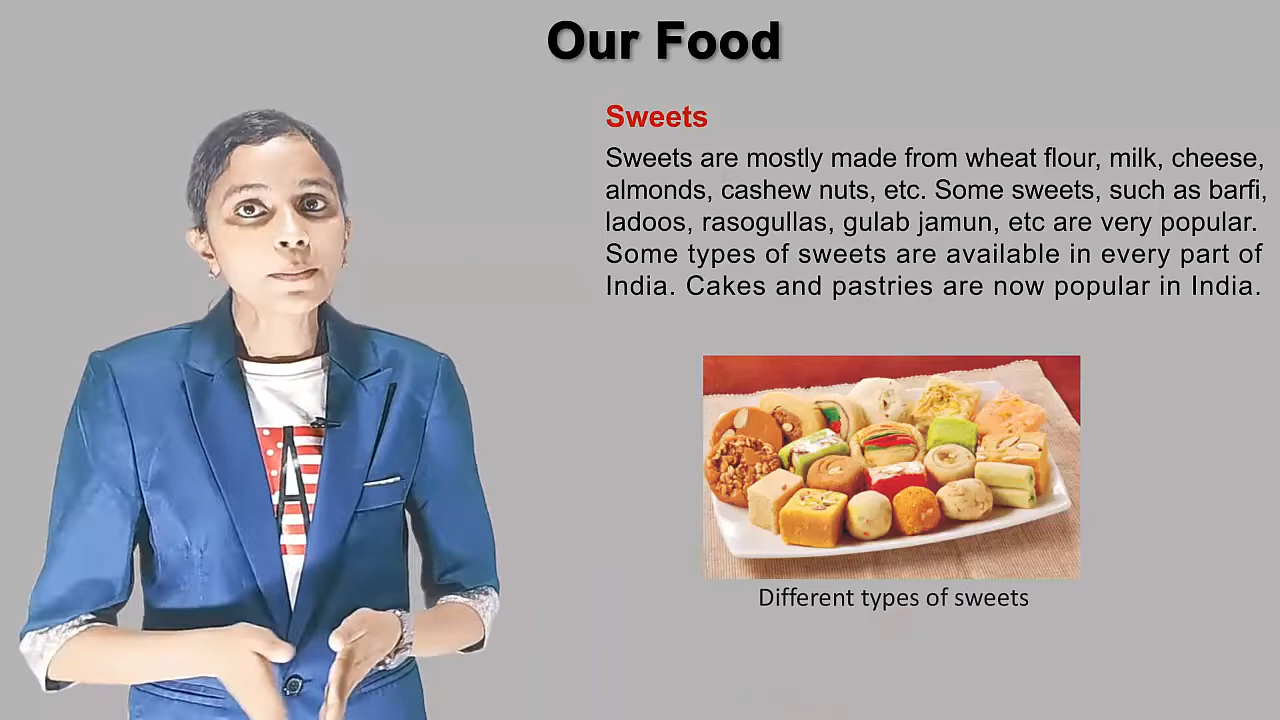 Our Food
Sweets
Sweets are mostly made from wheat flour, milk, cheese,
almonds, cashew nuts, etc. Some sweets, such as barfi,
ladoos, rasogullas, gulab jamun, etc are very popular.
Some types of sweets are available in every part of
India. Cakes and pastries are now popular in India.
A
Different types of sweets